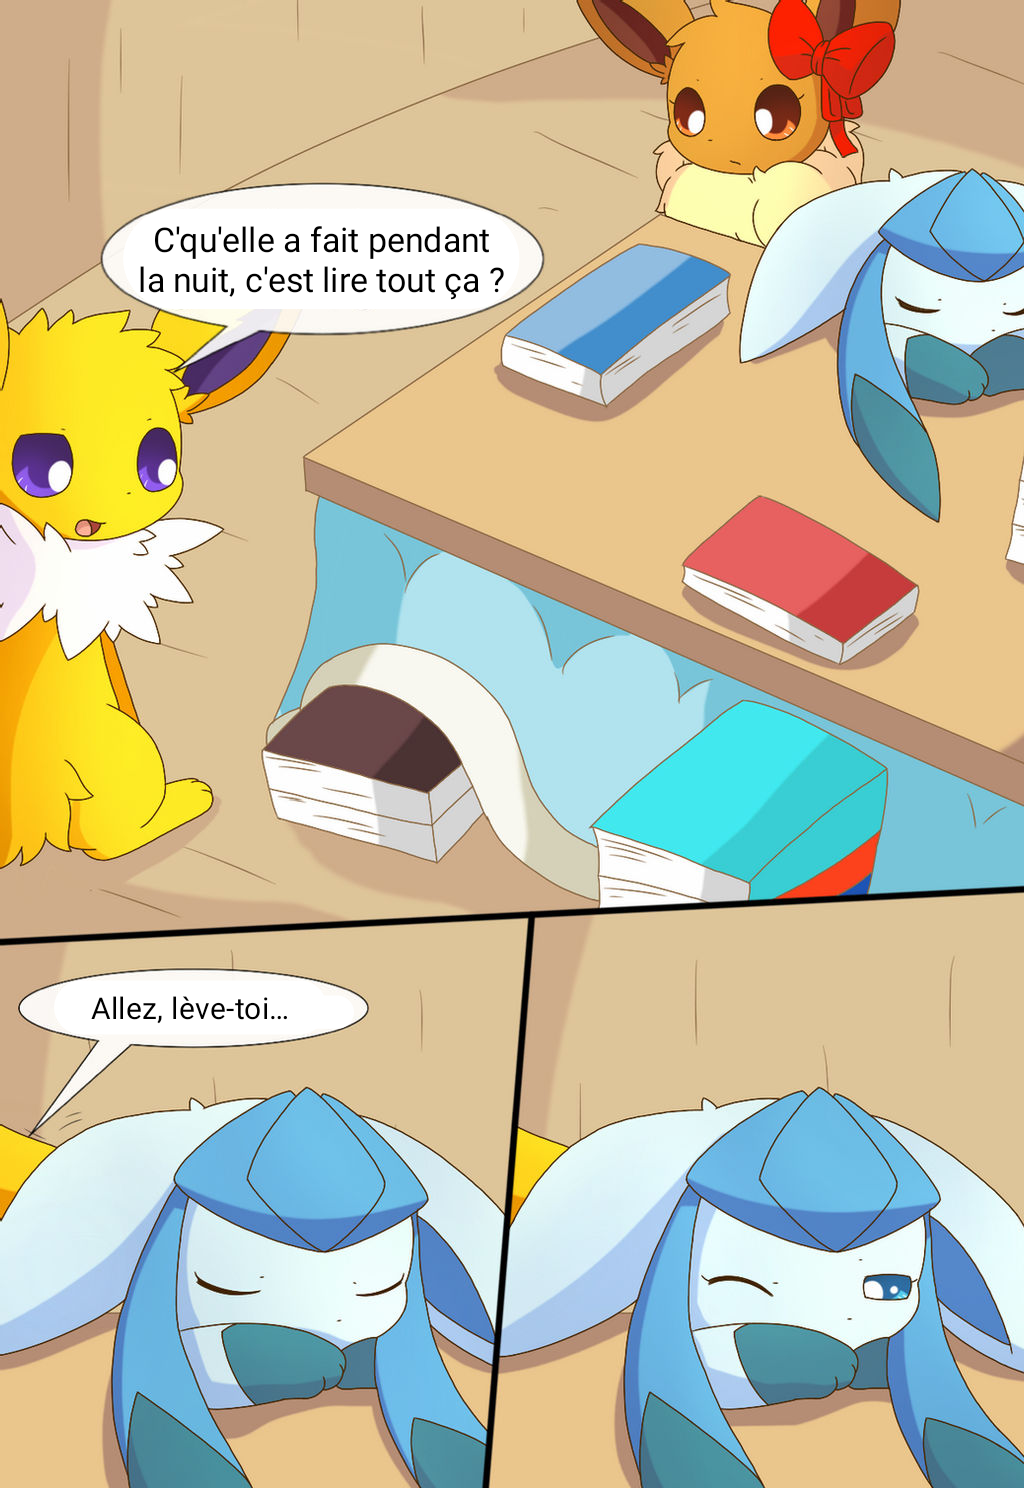 C'qu'elle a fait pendant
la nuit, c'est lire tout ça ?
Allez, lève-toi...